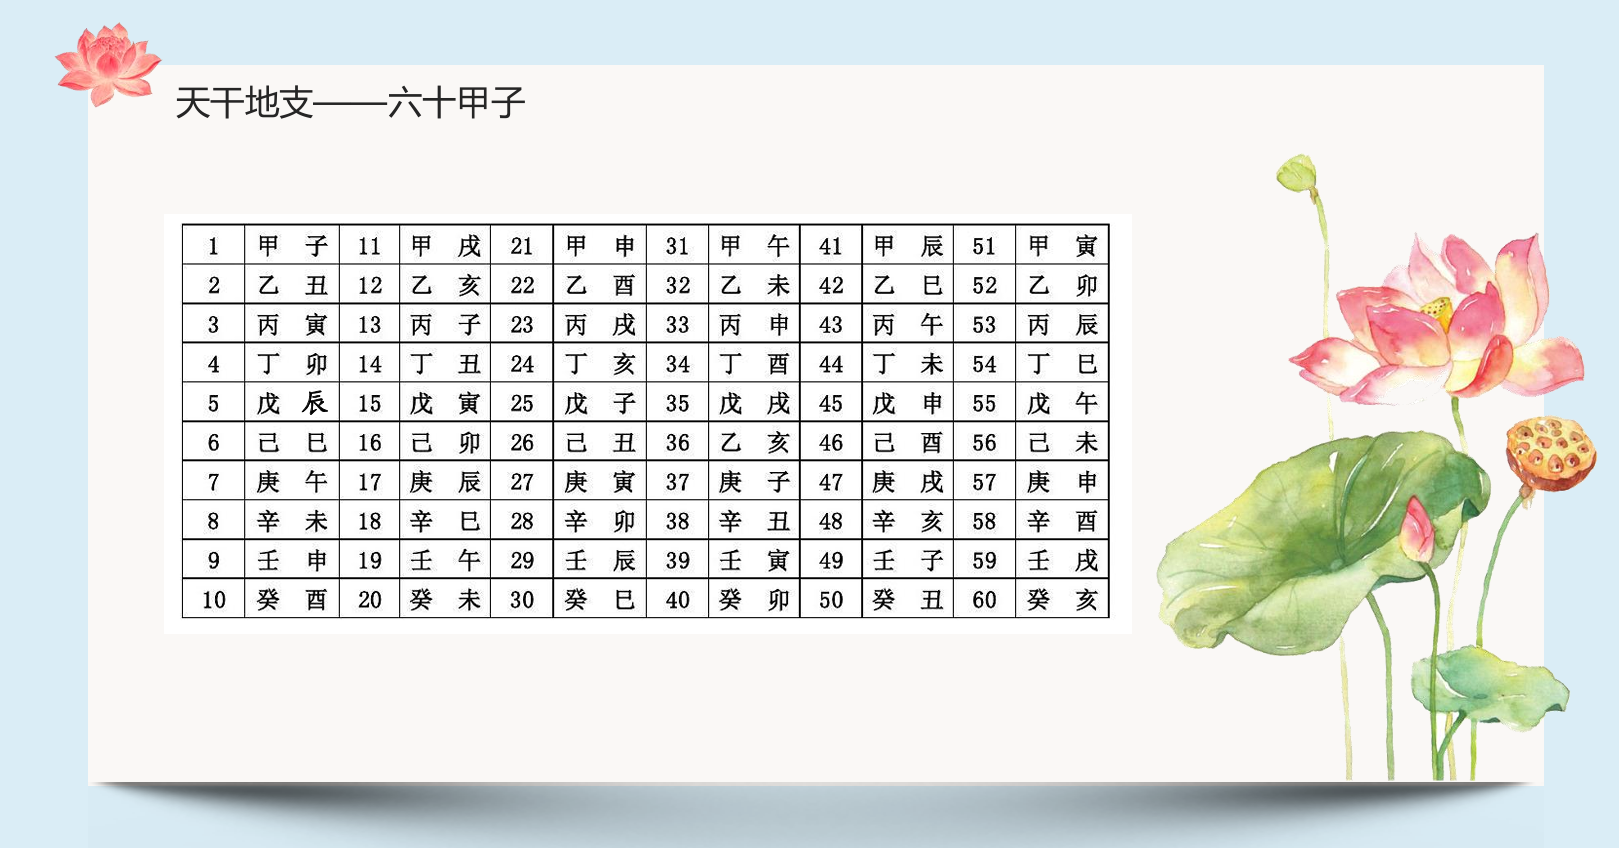 天干地支——六十甲子
1 甲 子 11 甲 戌 21 甲 申 31 甲 午 41 甲 辰 51 甲 寅
2 乙 丑 12 乙 亥 22 乙 酉 32 乙 未 42 乙 巳 52 乙 卯
3 丙 寅 13 丙 子 23 丙 戌 33 丙 申 43 丙 午 53 丙 辰
4 丁 卯 14 丁 丑 24 丁 亥 34 丁 酉 44 丁 未 54 丁 巳
5 戊 辰 15 戊 寅 25 戊 子 35 戊 戌 45 戊 申 55 戊 午
6 己 巳 16 己 卯 26 己 丑 36 乙 亥 46 己 酉 56 己 未
7 庚 午 17 庚 辰 27 庚 寅 37 庚 子 47 庚 戌 57 庚 申
8 辛 未 18 辛 巳 28 辛 卯 38 辛 丑 48 辛 亥 58 辛 酉
9 壬 申 19 壬 午 29 壬 辰 39 壬 寅 49 壬 子 59 壬 戌
10 癸 酉 20 癸 未 30 癸 巳 40 癸 卯 50 癸 丑 60 癸 亥